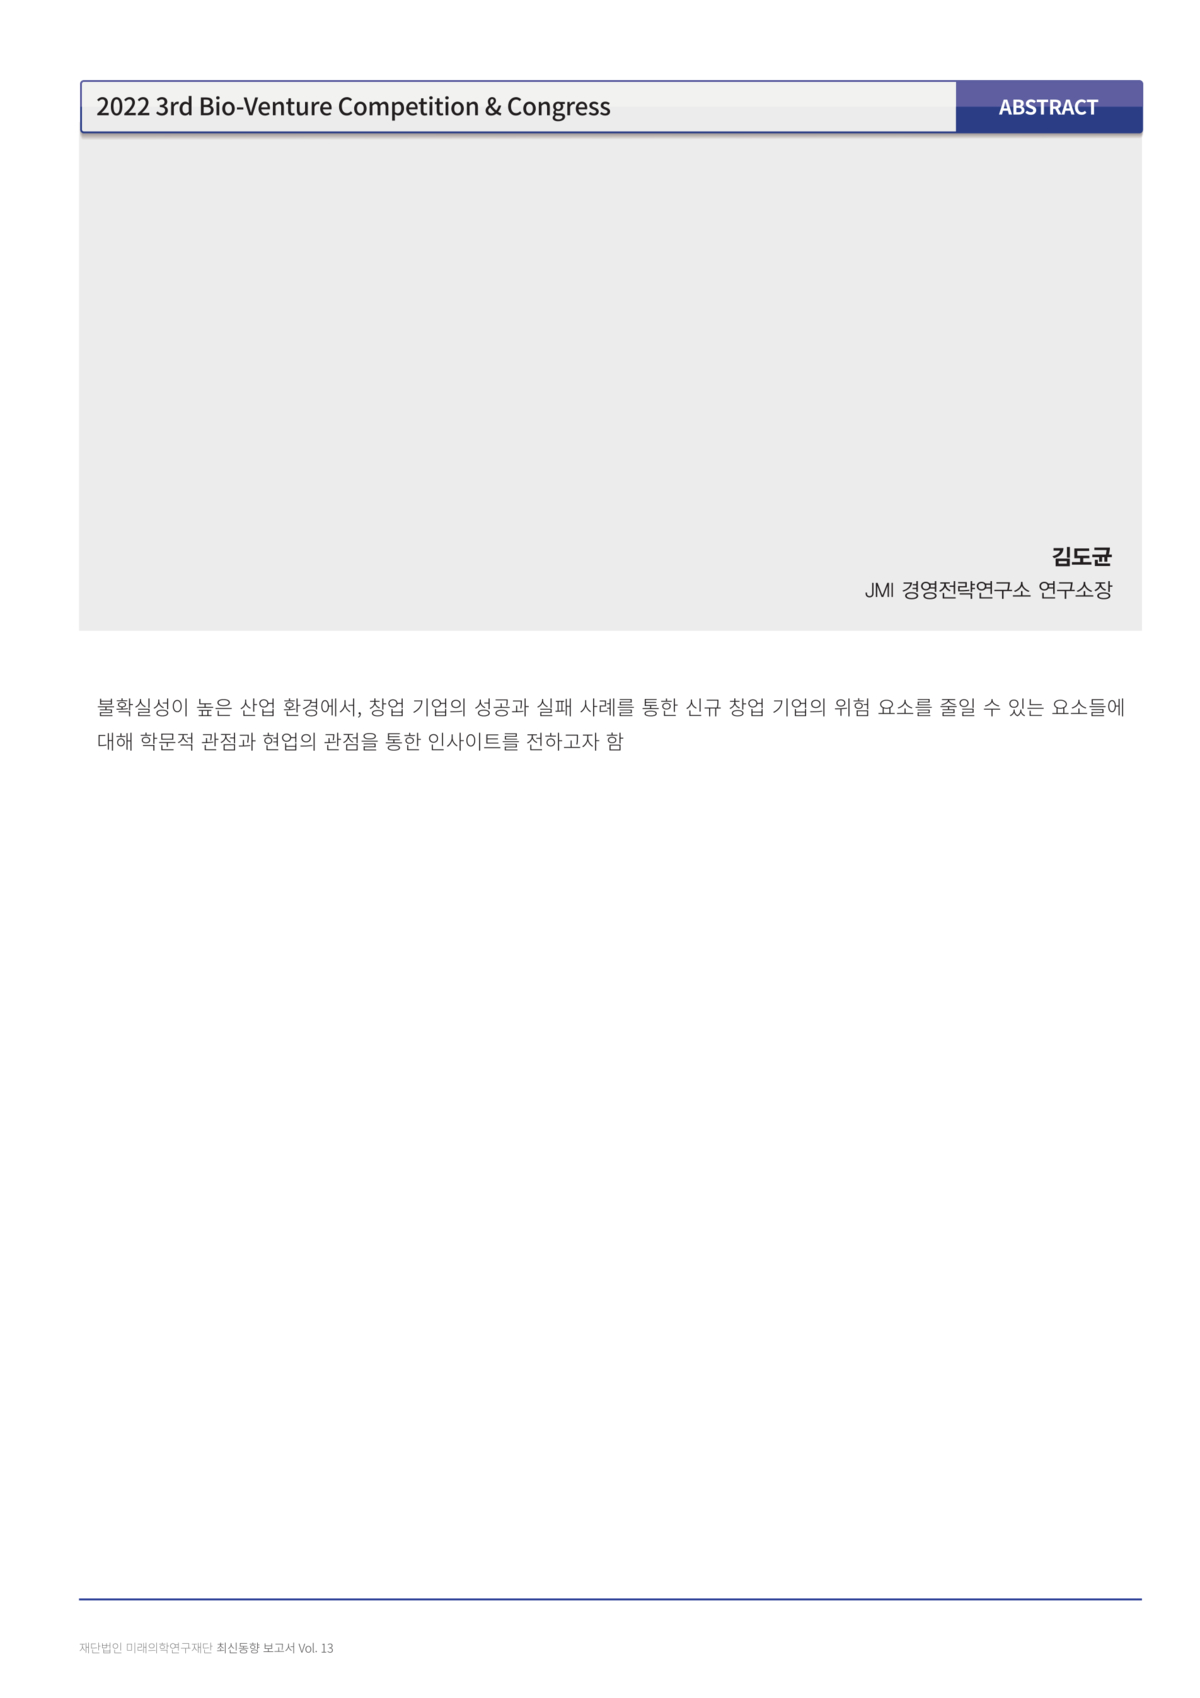 2022 3rd Bio-Venture Competition & Congress
ABSTRACT
김도균
JMI 경영전략연구소 연구소장
불확실성이 높은 산업 환경에서, 창업 기업의 성공과 실패 사례를 통한 신규 창업 기업의 위험 요소를 줄일 수 있는 요소들에
대해 학문적 관점과 현업의 관점을 통한 인사이트를 전하고자 함
재단법인 미래의학연구재단 최신동향 보고서 Vol. 13